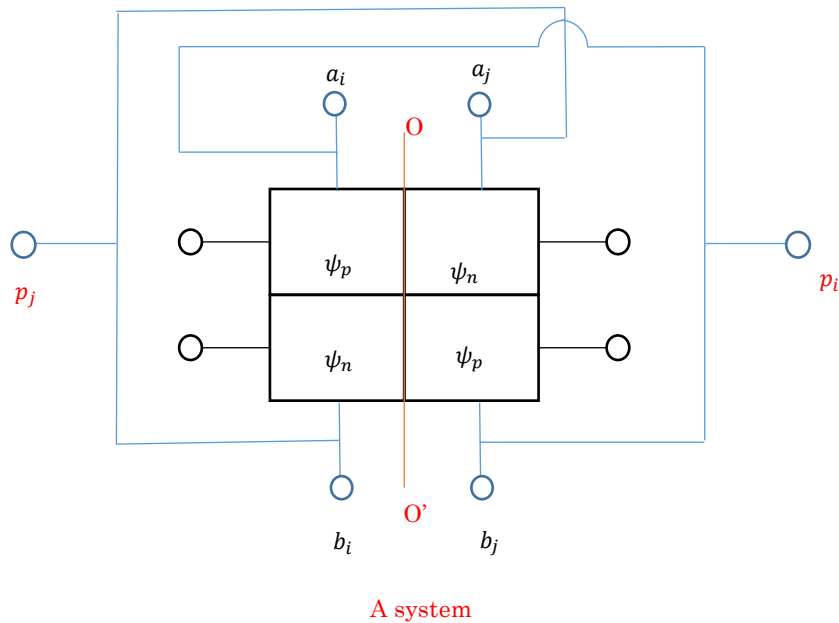 a_i a_j
O
p_j p_i
ψ_p ψ_n
ψ_n ψ_p
O'
b_i b_j
A system